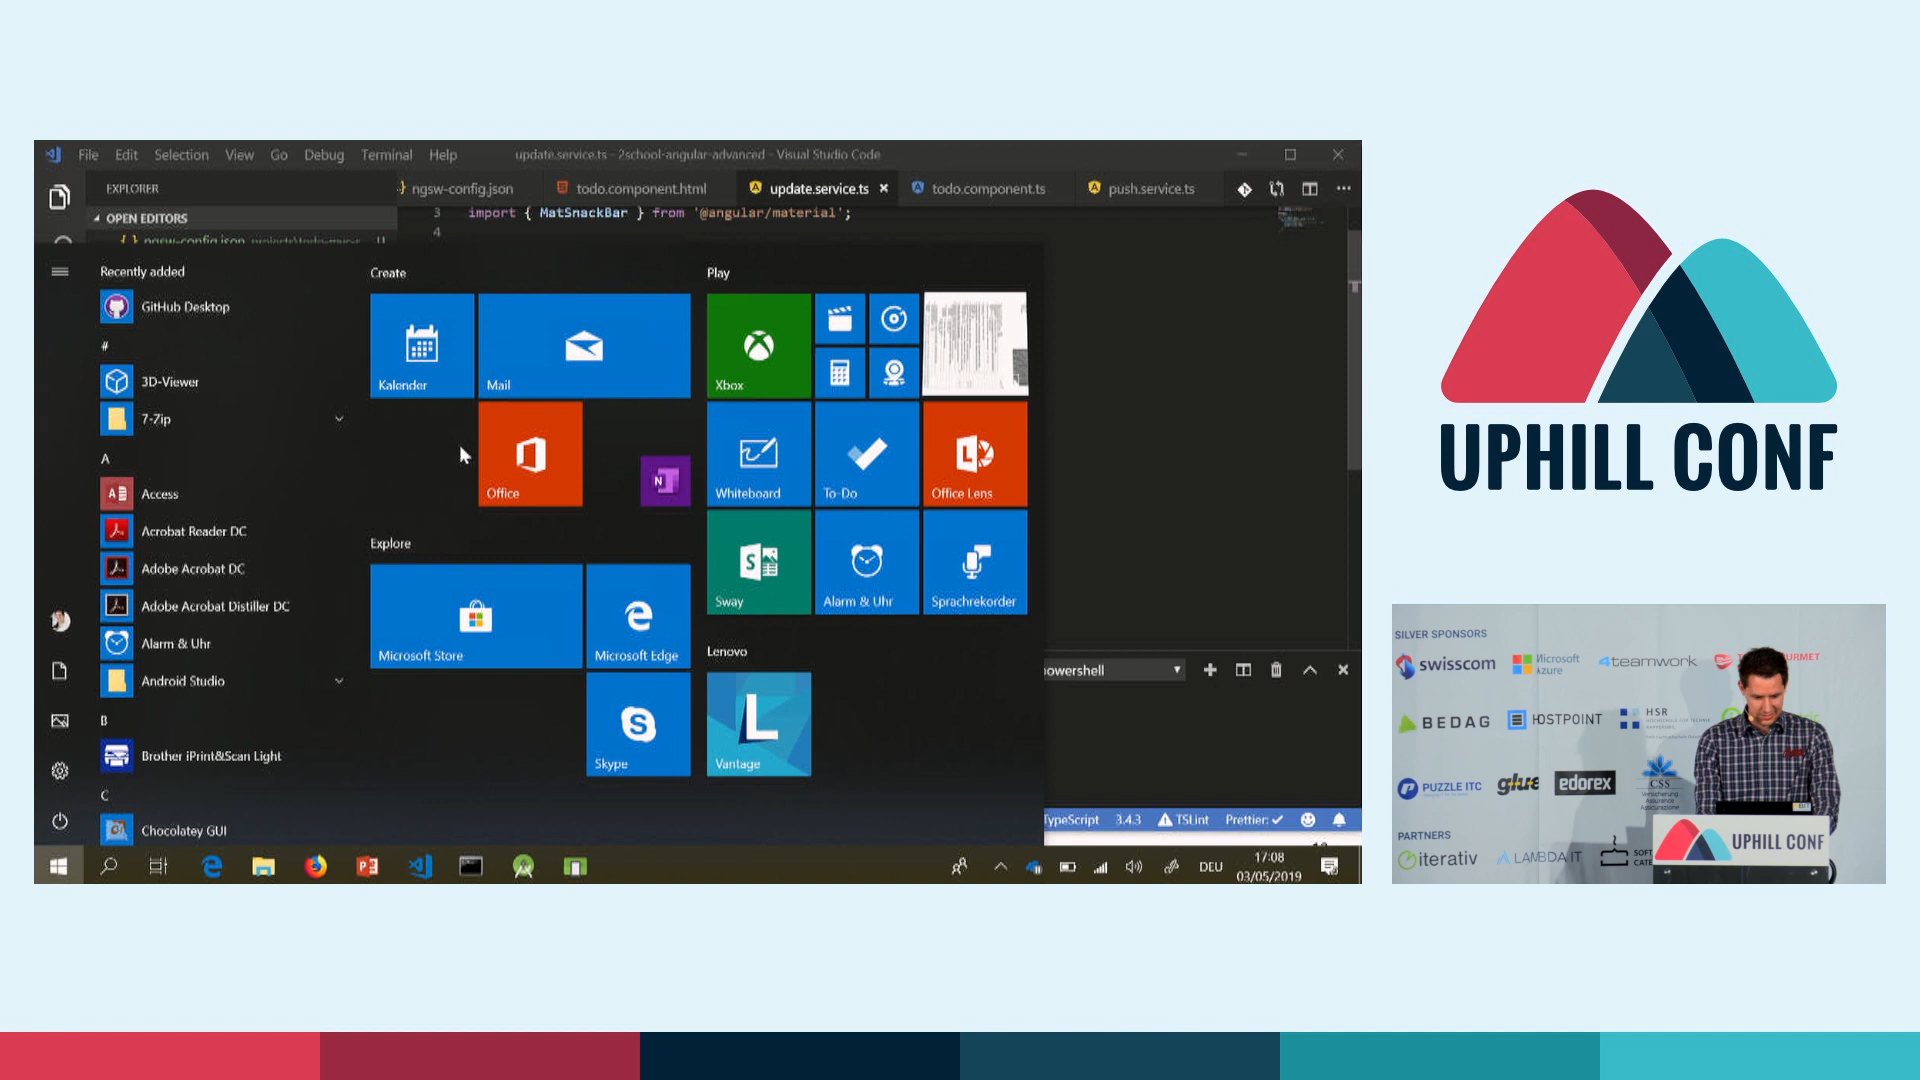 File Edit Selection View Go Debug Terminal Help update.service.ts - 2school-angular-advanced - Visual Studio Code
EXPLORER
ngsw-config.json todo.component.html update.service.ts todo.component.ts push.service.ts
OPEN EDITORS
3 import { MatSnackBar } from '@angular/material';
4
Recently added
GitHub Desktop
#
3D-Viewer
7-Zip
A
Access
Acrobat Reader DC
Adobe Acrobat DC
Adobe Acrobat Distiller DC
Alarm & Uhr
Android Studio
B
Brother iPrint&Scan Light
C
Chocolatey GUI
Create
Kalender
Mail
Office
Explore
Microsoft Store
Microsoft Edge
Skype
Play
Xbox
Whiteboard
To-Do
Office Lens
Sway
Alarm & Uhr
Sprachrekorder
Lenovo
Vantage
powershell
TypeScript 3.4.3 TSLint Prettier: ✓
DEU
17:08
03/05/2019
UPHILL CONF
SILVER SPONSORS
swisscom
Microsoft
Azure
4teamwork
BEDAG
HOSTPOINT
HSR
PUZZLE ITC
glue
edorex
CSS
Versicherung
Assurance
Assicurazione
PARTNERS
iterativ
LAMBDA IT
UPHILL CONF